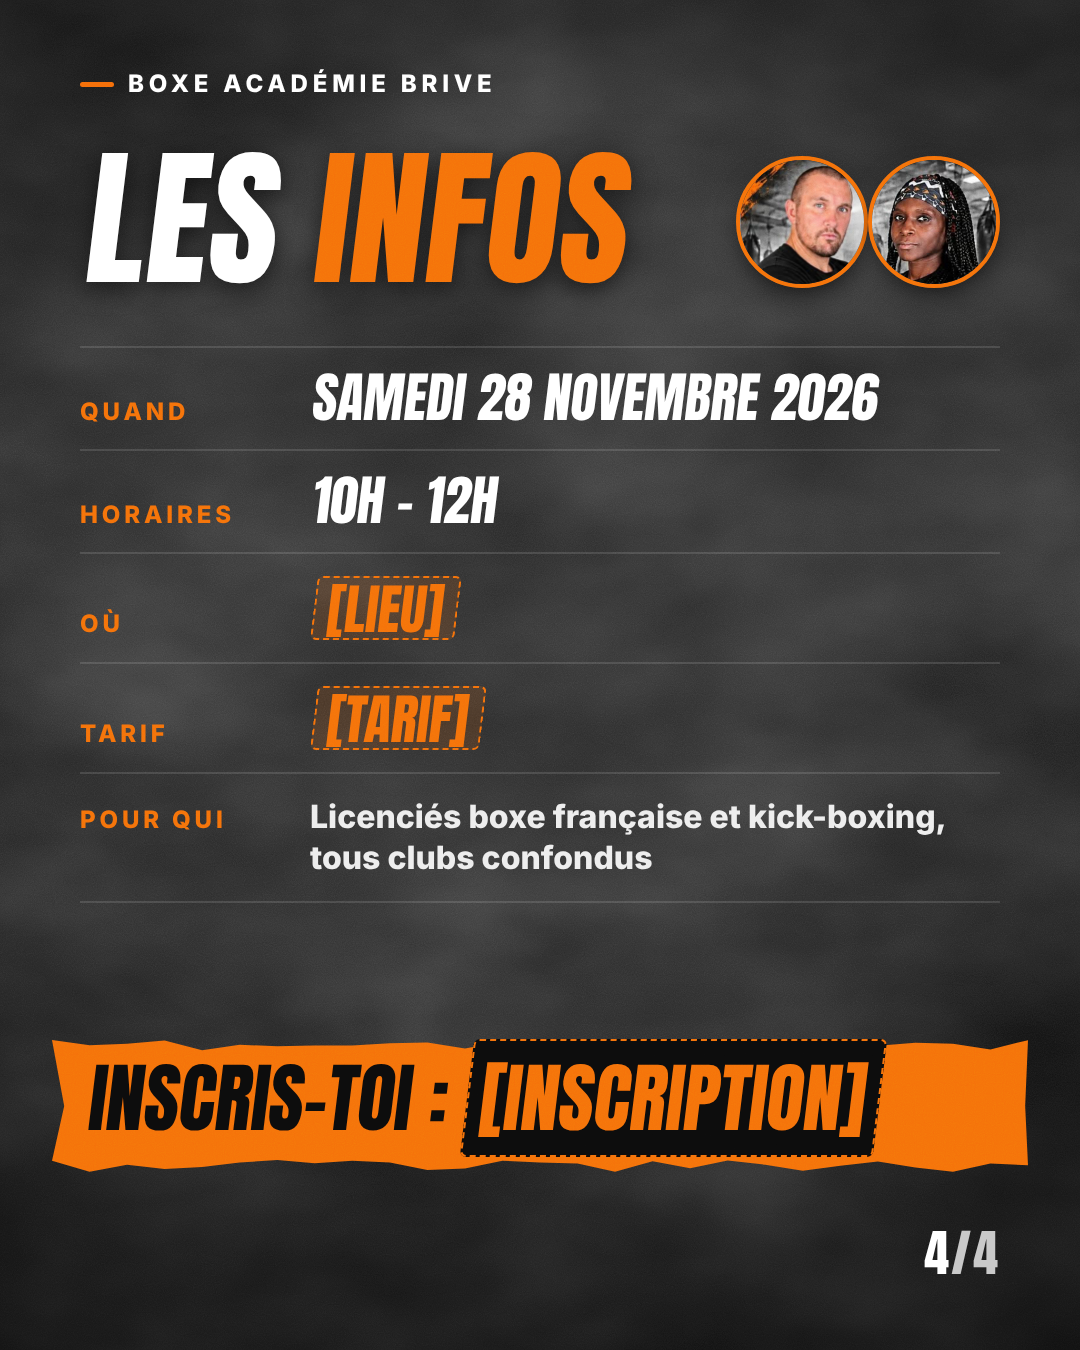 BOXE ACADÉMIE BRIVE
LES INFOS
QUAND SAMEDI 28 NOVEMBRE 2026
HORAIRES 10H - 12H
OÙ [LIEU]
TARIF [TARIF]
POUR QUI Licenciés boxe française et kick-boxing,
tous clubs confondus
INSCRIS-TOI : [INSCRIPTION]
4/4